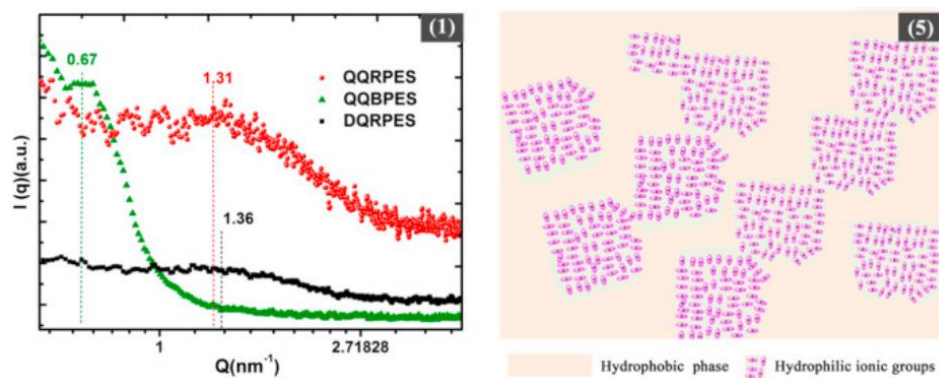 (1)
0.67
1.31
QQRPES
QQBPES
DQRPES
1.36
I (q)(a.u.)
1
2.71828
Q(nm⁻¹)
(5)
Hydrophobic phase
Hydrophilic ionic groups